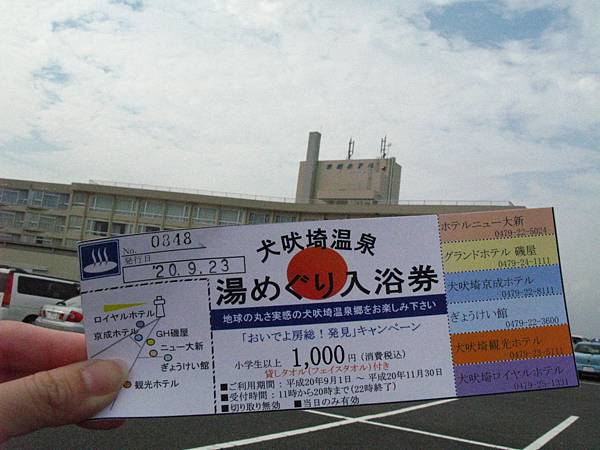 京成ホテル
No. 0348
発行日
'20.9.23
犬吠埼温泉
湯めぐり入浴券
地球の丸さ実感の犬吠埼温泉郷をお楽しみ下さい
「おいでよ房総!発見」キャンペーン
小学生以上 1,000円(消費税込)
貸しタオル(フェイスタオル)付き
■ご利用期間:平成20年9月1日 ～ 平成20年11月30日
■受付時間:11時から20時まで(22時終了)
■切り取り無効 ■当日のみ有効
ロイヤルホテル
京成ホテル
GH磯屋
ニュー大新
ぎょうけい館
観光ホテル
ホテルニュー大新
0479-22-5024
グランドホテル 磯屋
0479-24-1111
犬吠埼京成ホテル
0479-22-8111
ぎょうけい館
0479-22-3600
犬吠埼観光ホテル
0479-23-5111
犬吠埼ロイヤルホテル